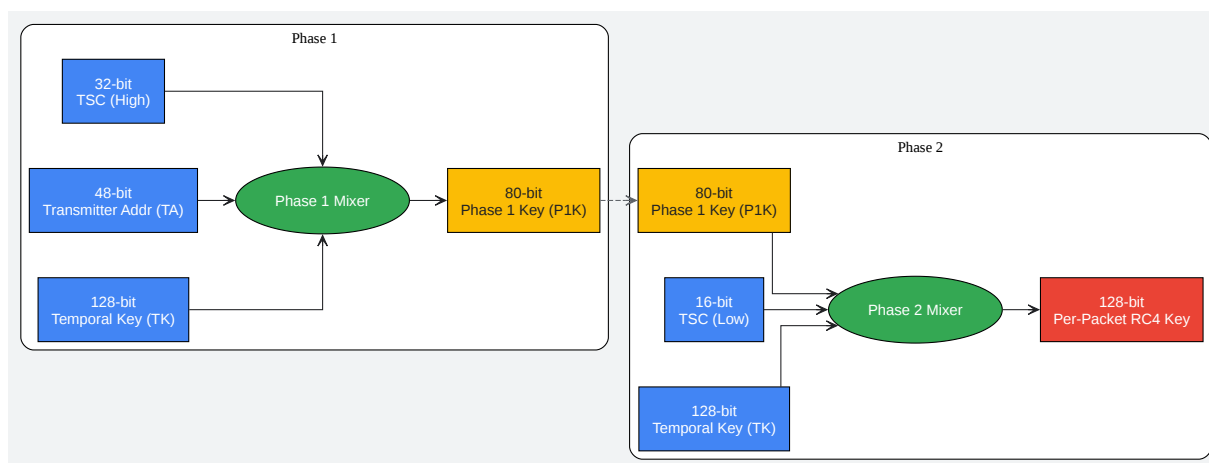 Phase 1
32-bit
TSC (High)
48-bit
Transmitter Addr (TA)
128-bit
Temporal Key (TK)
Phase 1 Mixer
80-bit
Phase 1 Key (P1K)
Phase 2
80-bit
Phase 1 Key (P1K)
16-bit
TSC (Low)
128-bit
Temporal Key (TK)
Phase 2 Mixer
128-bit
Per-Packet RC4 Key